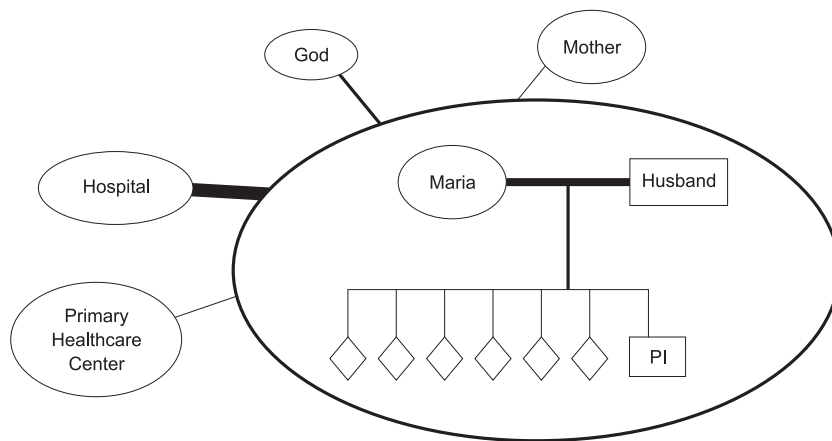 God
Mother
Hospital
Maria
Husband
Primary
Healthcare
Center
PI